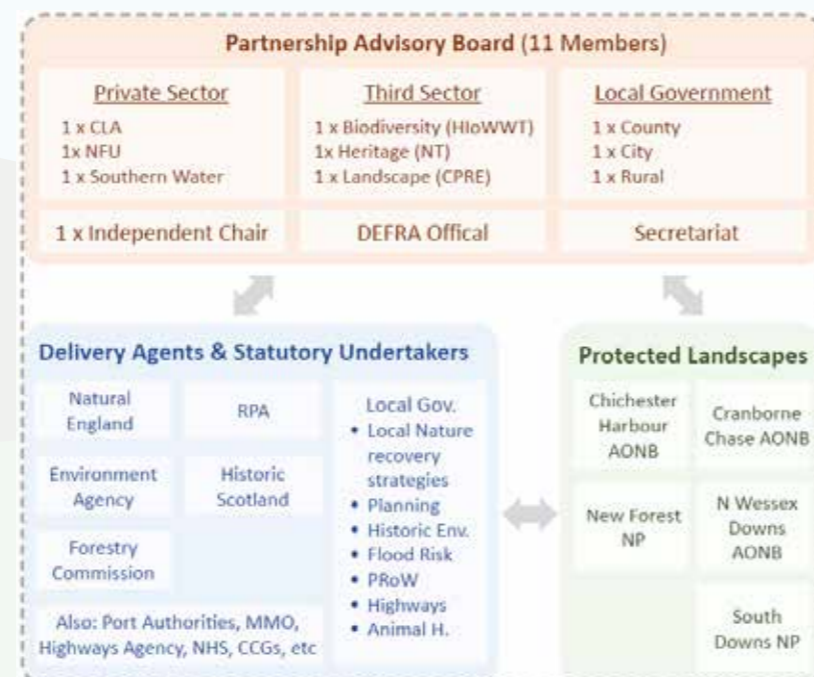 Partnership Advisory Board (11 Members)
Private Sector
1 x CLA
1x NFU
1 x Southern Water
Third Sector
1 x Biodiversity (HIoWWT)
1x Heritage (NT)
1 x Landscape (CPRE)
Local Government
1 x County
1 x City
1 x Rural
1 x Independent Chair
DEFRA Offical
Secretariat
Delivery Agents & Statutory Undertakers
Natural
England
RPA
Environment
Agency
Historic
Scotland
Forestry
Commission
Also: Port Authorities, MMO,
Highways Agency, NHS, CCGs, etc
Local Gov.
• Local Nature
recovery
strategies
• Planning
• Historic Env.
• Flood Risk
• PRoW
• Highways
• Animal H.
Protected Landscapes
Chichester
Harbour
AONB
Cranborne
Chase AONB
New Forest
NP
N Wessex
Downs
AONB
South
Downs NP